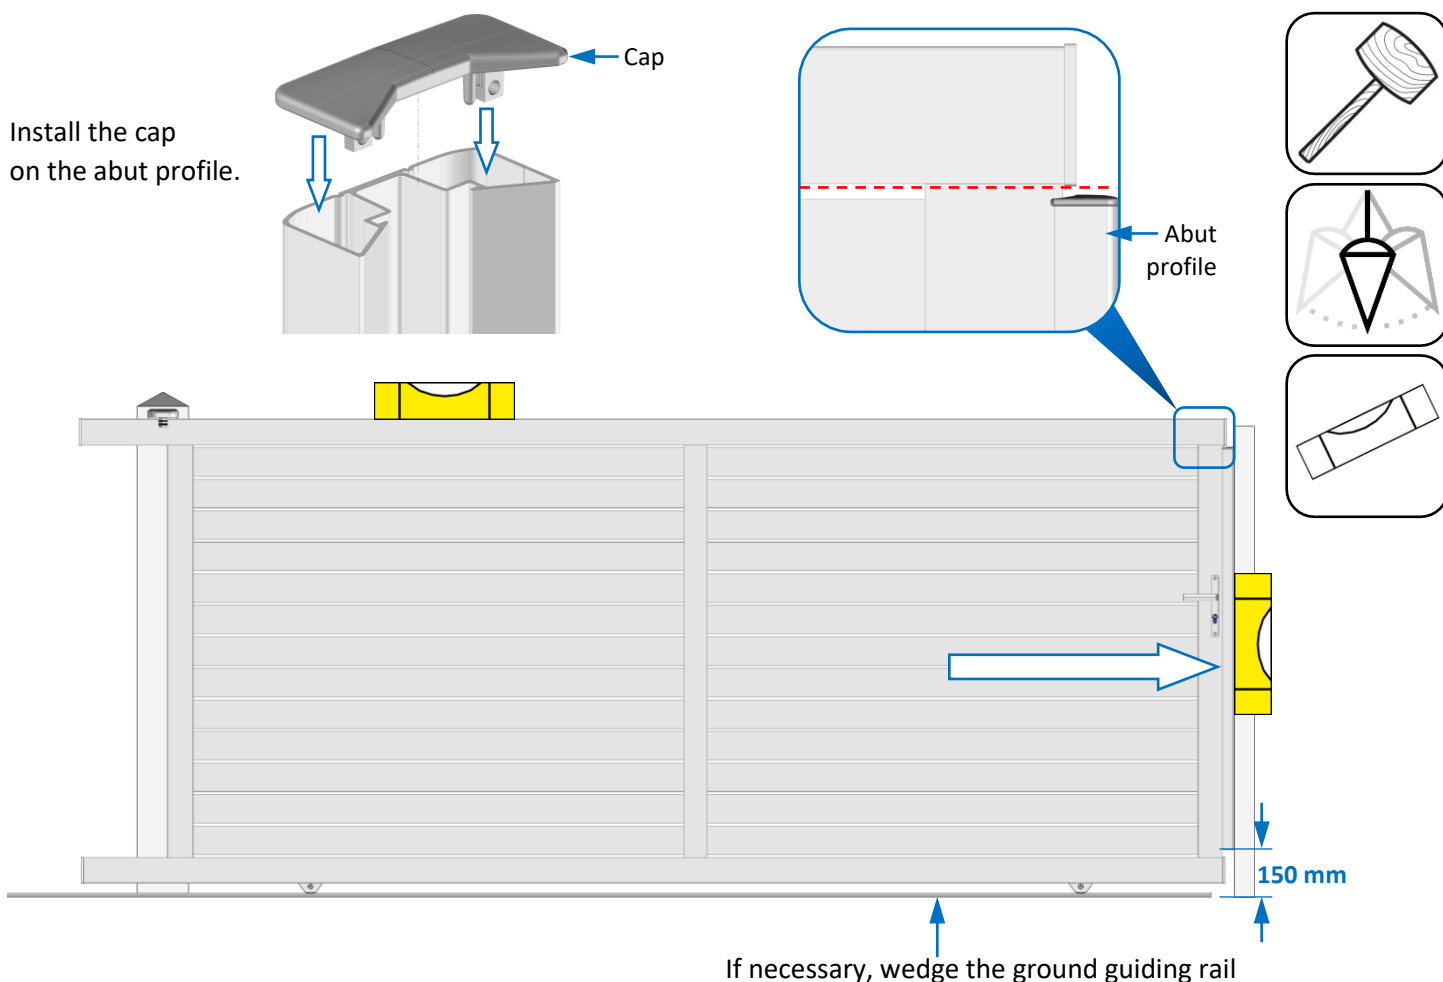 Cap
Install the cap
on the abut profile.
Abut
profile
150 mm
If necessary, wedge the ground guiding rail